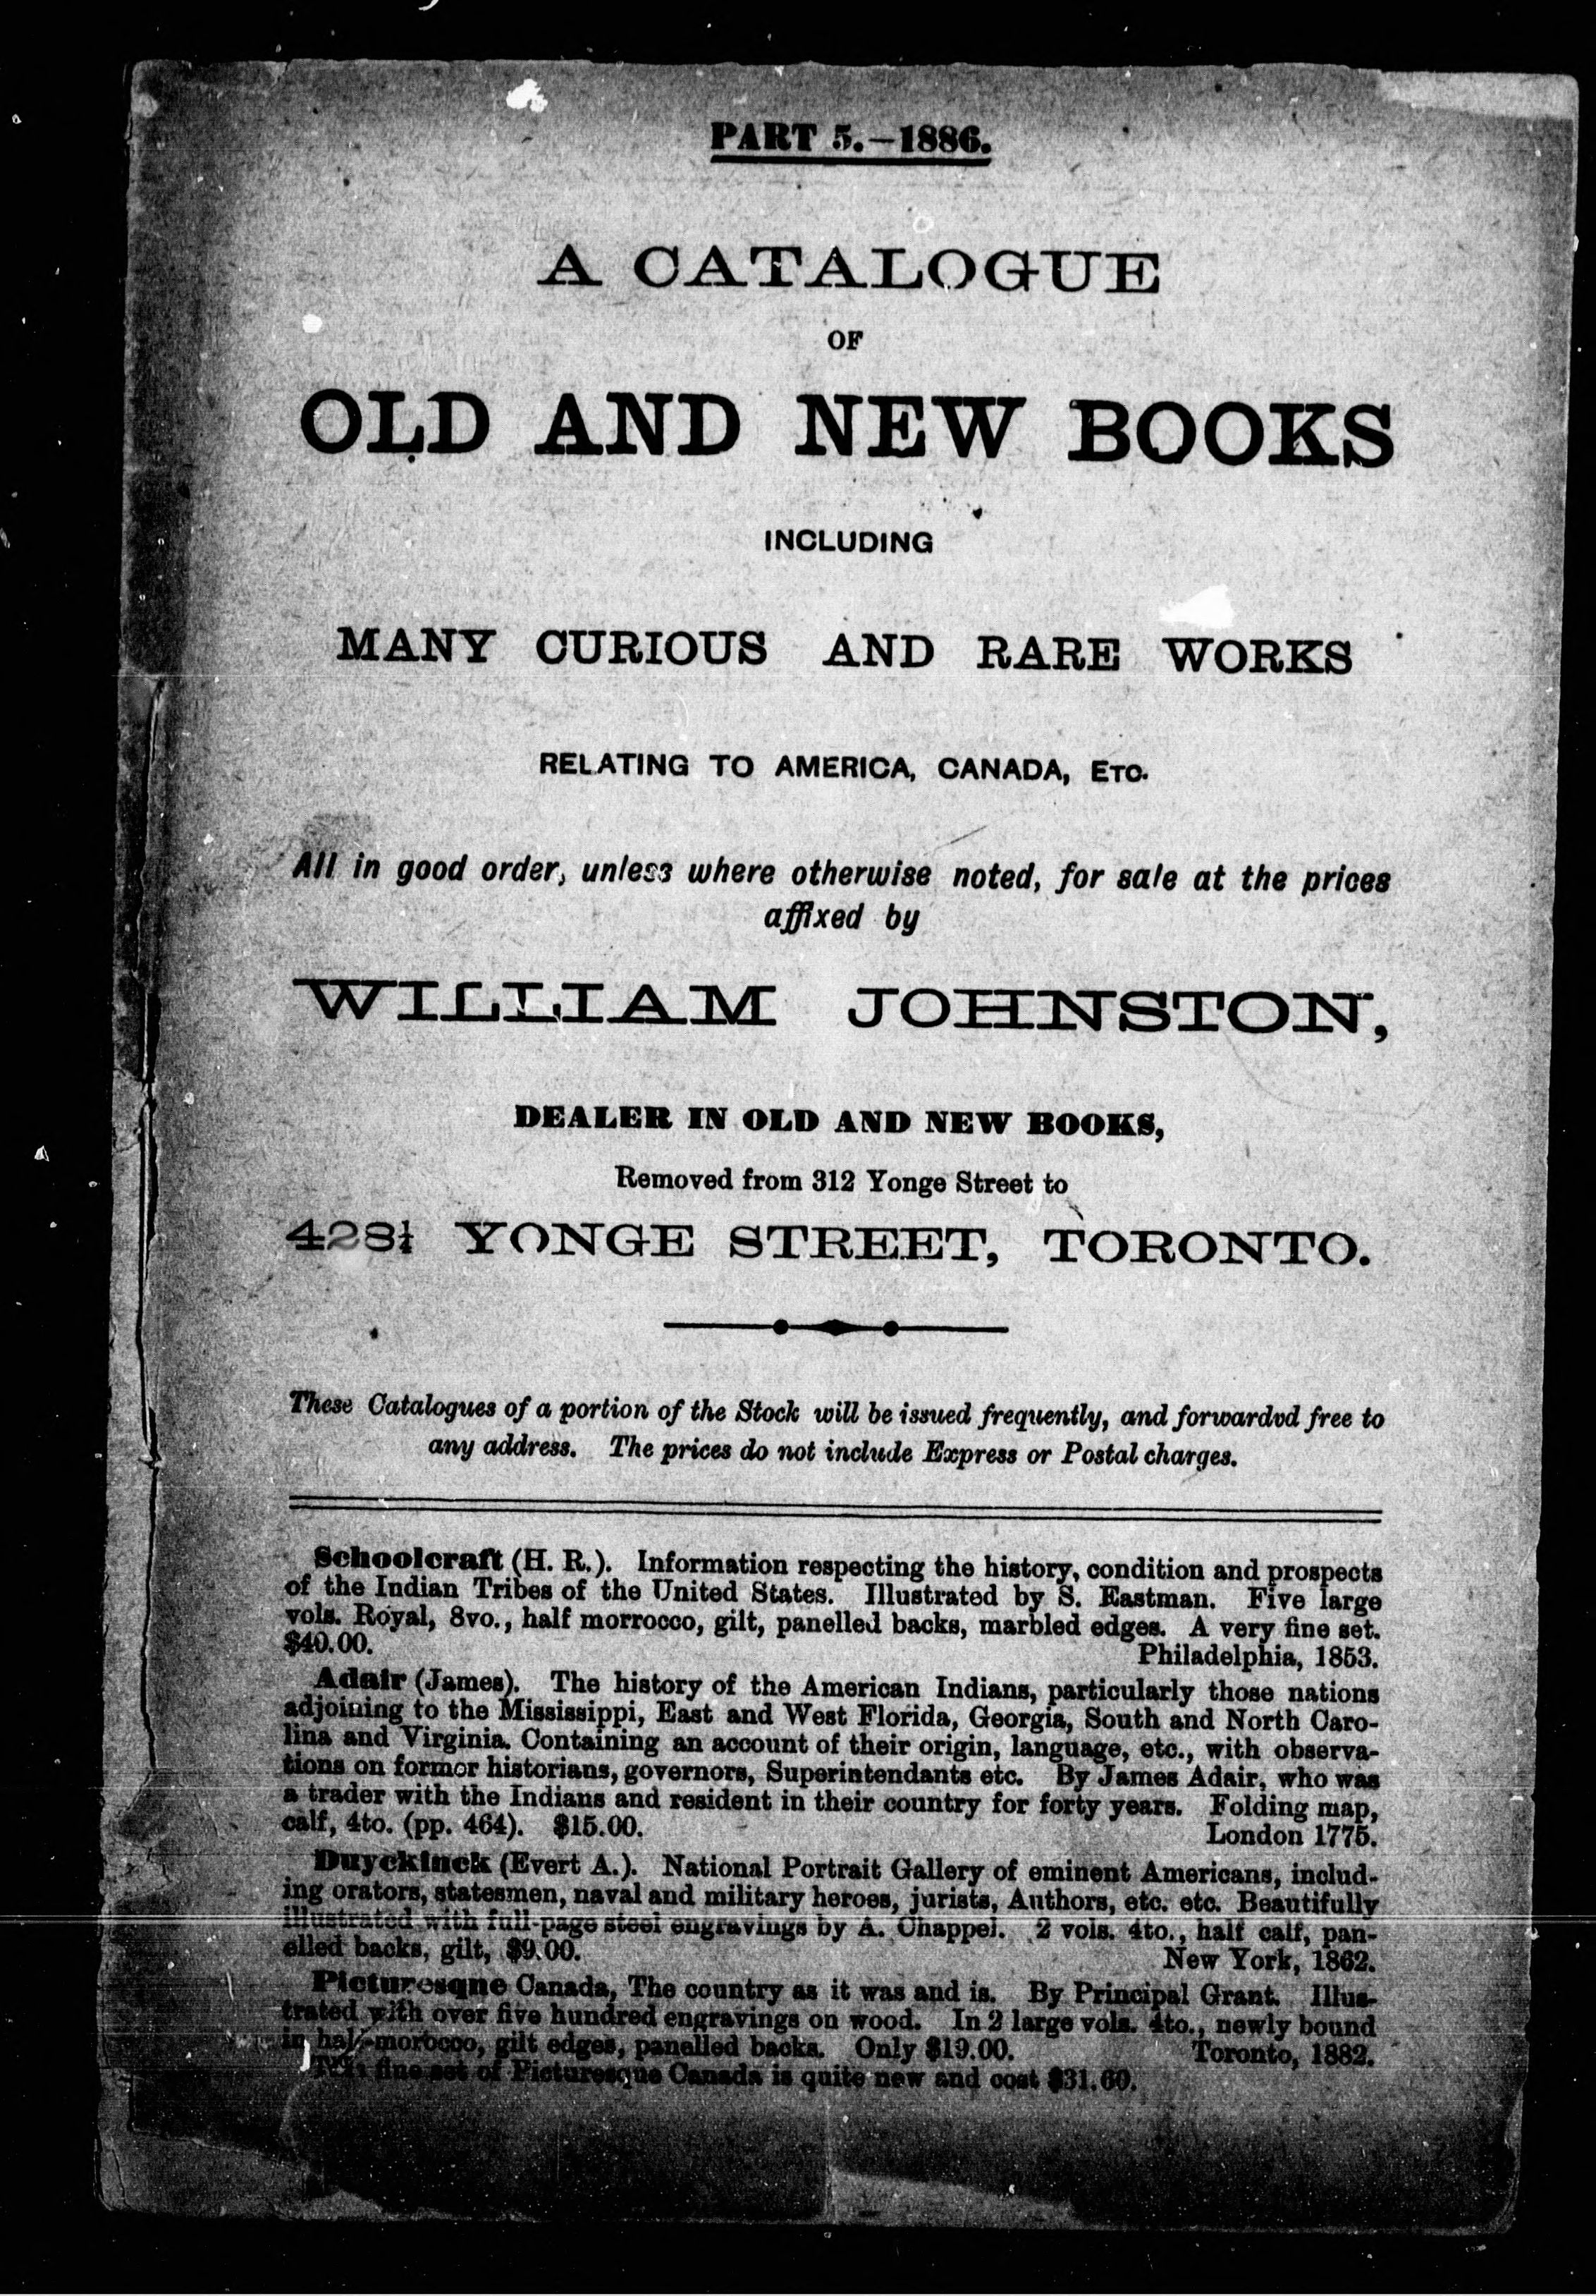 PART 5.—1886.
A CATALOGUE
OF
OLD AND NEW BOOKS
INCLUDING
MANY CURIOUS AND RARE WORKS
RELATING TO AMERICA, CANADA, ETC.
All in good order, unless where otherwise noted, for sale at the prices
affixed by
WILLIAM JOHNSTON,
DEALER IN OLD AND NEW BOOKS,
Removed from 312 Yonge Street to
428½ YONGE STREET, TORONTO.
These Catalogues of a portion of the Stock will be issued frequently, and forwardvd free to
any address. The prices do not include Express or Postal charges.
Schoolcraft (H. R.). Information respecting the history, condition and prospects
of the Indian Tribes of the United States. Illustrated by S. Eastman. Five large
vols. Royal, 8vo., half morrocco, gilt, panelled backs, marbled edges. A very fine set.
$40.00. Philadelphia, 1853.
Adair (James). The history of the American Indians, particularly those nations
adjoining to the Mississippi, East and West Florida, Georgia, South and North Caro-
lina and Virginia. Containing an account of their origin, language, etc., with observa-
tions on former historians, governors, Superintendants etc. By James Adair, who was
a trader with the Indians and resident in their country for forty years. Folding map,
calf, 4to. (pp. 464). $15.00. London 1775.
Duyckinck (Evert A.). National Portrait Gallery of eminent Americans, includ-
ing orators, statesmen, naval and military heroes, jurists, Authors, etc. etc. Beautifully
illustrated with full-page steel engravings by A. Chappel. 2 vols. 4to., half calf, pan-
elled backs, gilt, $9.00. New York, 1862.
Picturesque Canada, The country as it was and is. By Principal Grant. Illus-
trated with over five hundred engravings on wood. In 2 large vols. 4to., newly bound
in half-morocco, gilt edges, panelled backs. Only $19.00. Toronto, 1882.
fine set of Picturesque Canada is quite new and cost $31.60.